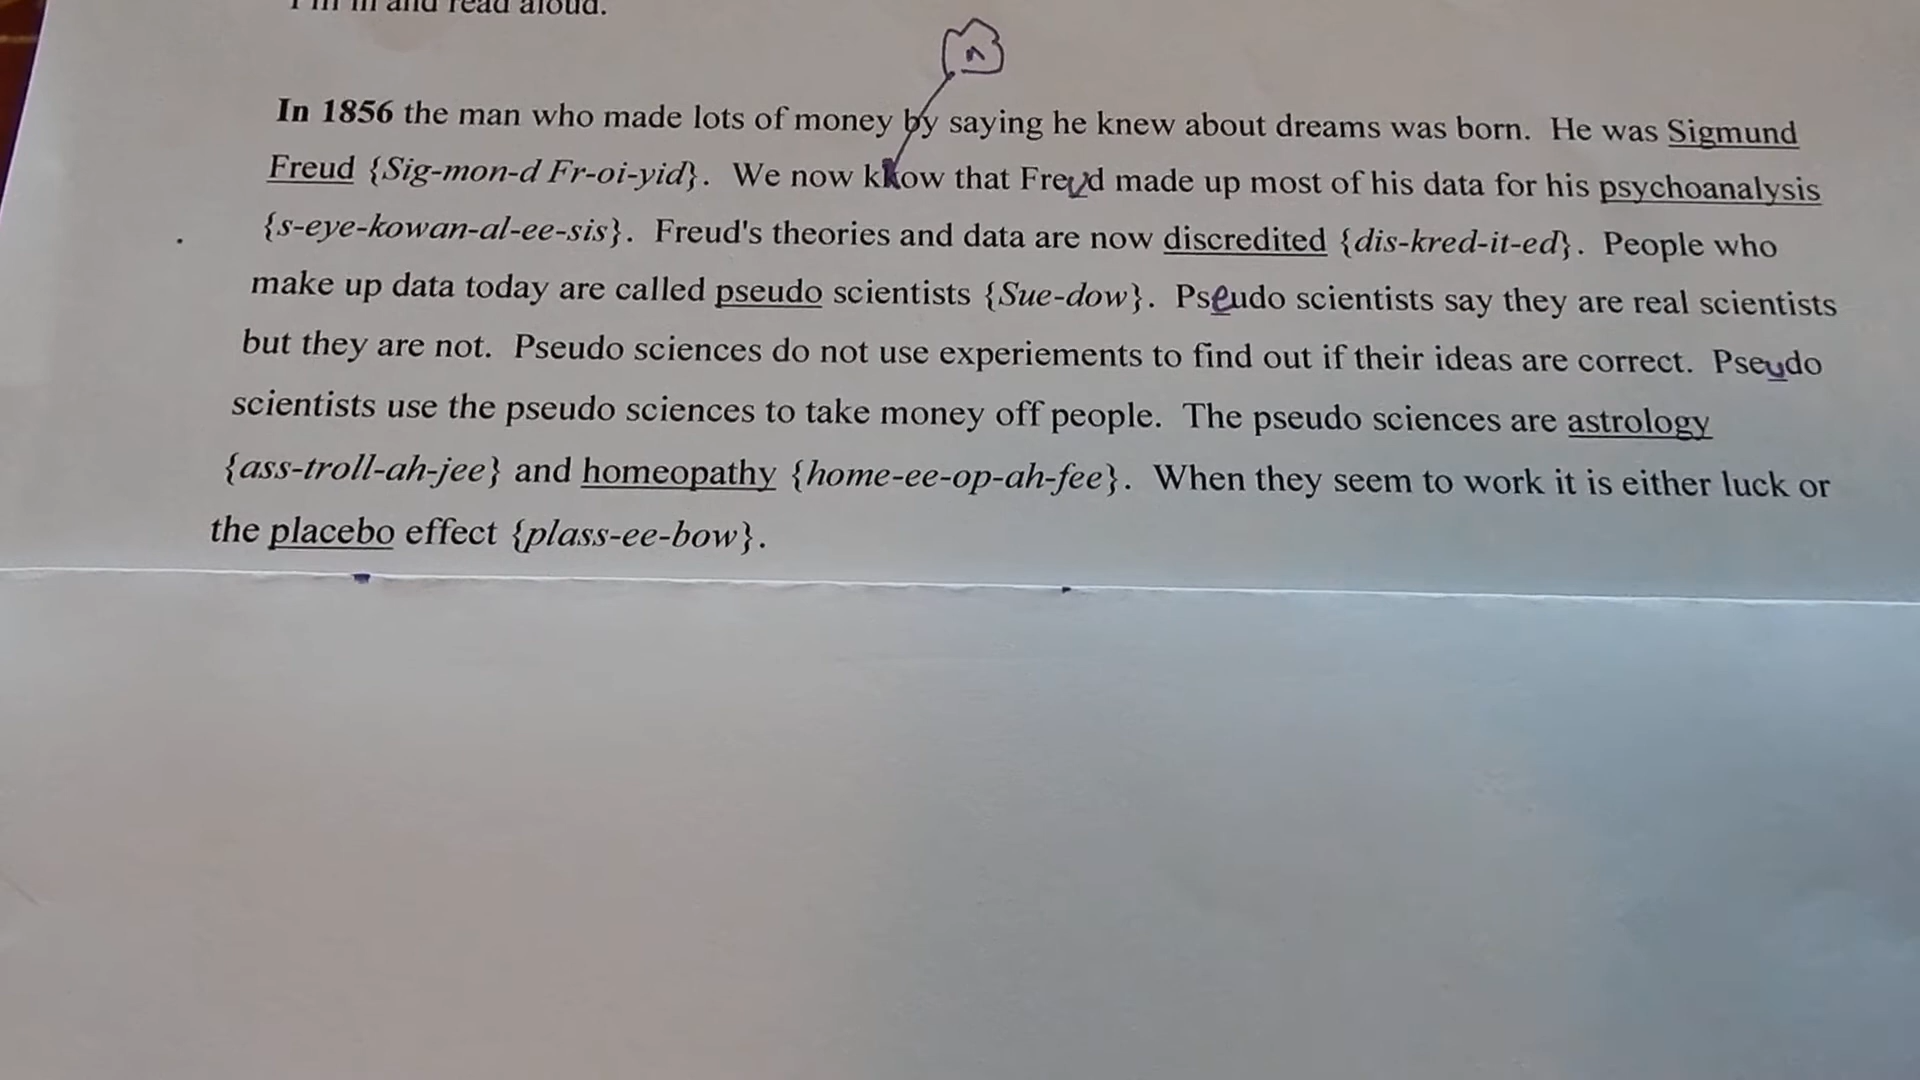 Fill in and read aloud.
n
In 1856 the man who made lots of money by saying he knew about dreams was born. He was Sigmund
Freud {Sig-mon-d Fr-oi-yid}. We now know that Freud made up most of his data for his psychoanalysis
{s-eye-kowan-al-ee-sis}. Freud's theories and data are now discredited {dis-kred-it-ed}. People who
make up data today are called pseudo scientists {Sue-dow}. Pseudo scientists say they are real scientists
but they are not. Pseudo sciences do not use experiements to find out if their ideas are correct. Pseudo
scientists use the pseudo sciences to take money off people. The pseudo sciences are astrology
{ass-troll-ah-jee} and homeopathy {home-ee-op-ah-fee}. When they seem to work it is either luck or
the placebo effect {plass-ee-bow}.